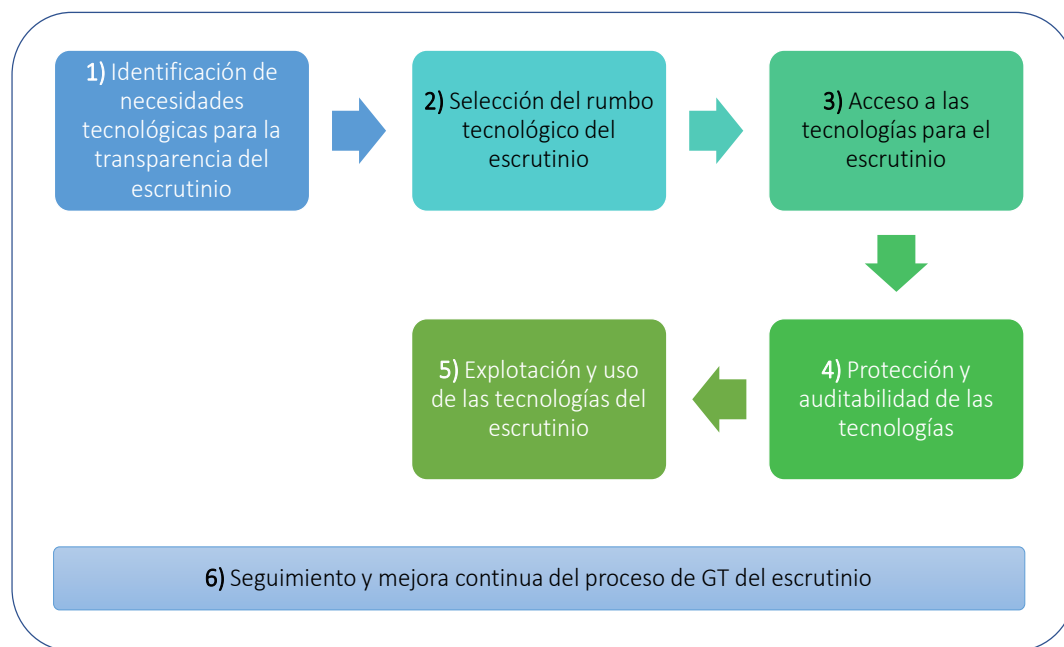 1) Identificación de
necesidades
tecnológicas para la
transparencia del
escrutinio
2) Selección del rumbo
tecnológico del
escrutinio
3) Acceso a las
tecnologías para el
escrutinio
4) Protección y
auditabilidad de las
tecnologías
5) Explotación y uso
de las tecnologías del
escrutinio
6) Seguimiento y mejora continua del proceso de GT del escrutinio